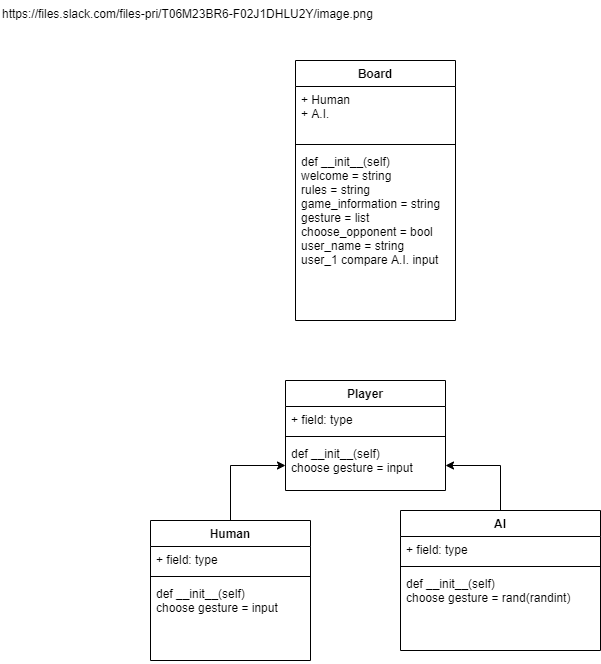 https://files.slack.com/files-pri/T06M23BR6-F02J1DHLU2Y/image.png
Board
+ Human
+ A.I.
def __init__(self)
welcome = string
rules = string
game_information = string
gesture = list
choose_opponent = bool
user_name = string
user_1 compare A.I. input
Player
+ field: type
def __init__(self)
choose gesture = input
Human
+ field: type
def __init__(self)
choose gesture = input
AI
+ field: type
def __init__(self)
choose gesture = rand(randint)